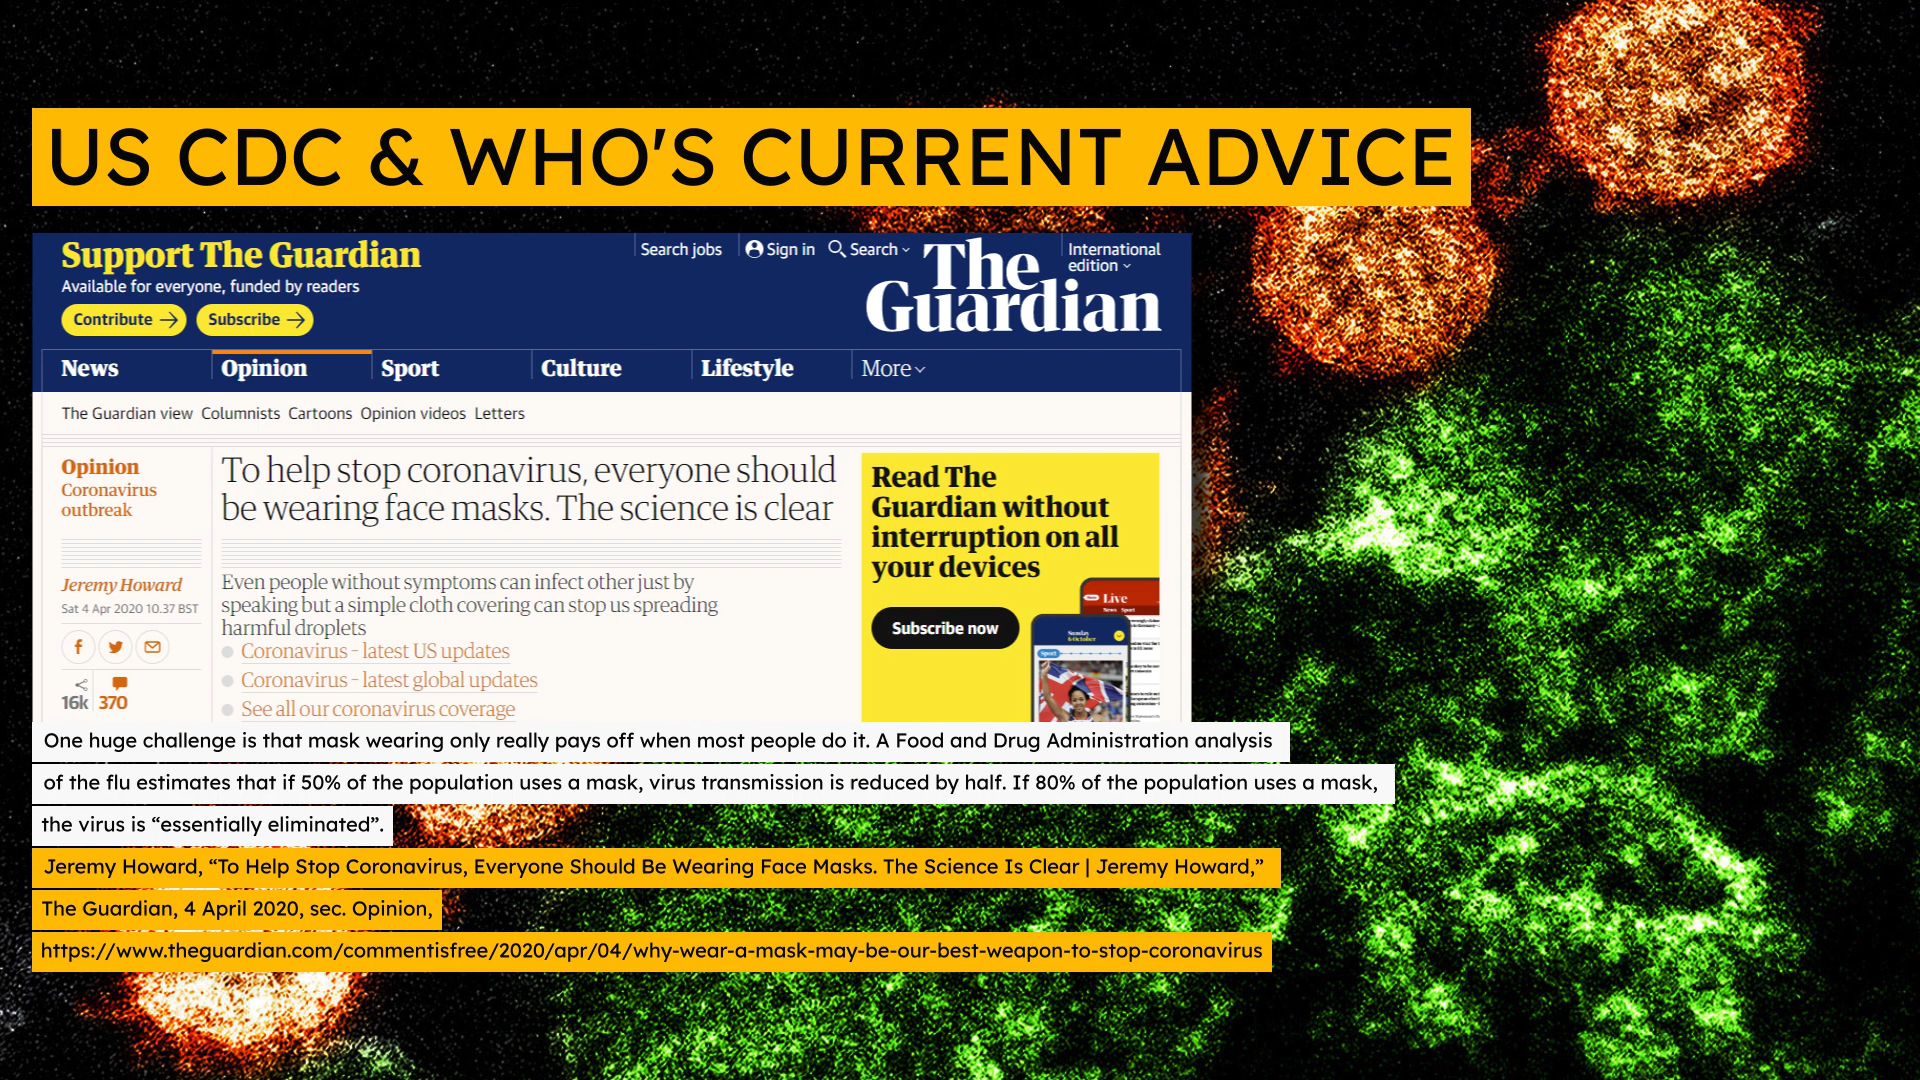 US CDC & WHO'S CURRENT ADVICE
Support The Guardian
Available for everyone, funded by readers
Contribute
Subscribe
Search jobs
Sign in
Search
The
Guardian
International
edition
News
Opinion
Sport
Culture
Lifestyle
More
The Guardian view Columnists Cartoons Opinion videos Letters
Opinion
Coronavirus
outbreak
Jeremy Howard
Sat 4 Apr 2020 10.37 BST
16k 370
To help stop coronavirus, everyone should
be wearing face masks. The science is clear
Even people without symptoms can infect other just by
speaking but a simple cloth covering can stop us spreading
harmful droplets
Coronavirus – latest US updates
Coronavirus – latest global updates
See all our coronavirus coverage
Read The
Guardian without
interruption on all
your devices
Subscribe now
Live
News Sport
Sunday
6 October
Sport
One huge challenge is that mask wearing only really pays off when most people do it. A Food and Drug Administration analysis
of the flu estimates that if 50% of the population uses a mask, virus transmission is reduced by half. If 80% of the population uses a mask,
the virus is “essentially eliminated”.
Jeremy Howard, “To Help Stop Coronavirus, Everyone Should Be Wearing Face Masks. The Science Is Clear | Jeremy Howard,”
The Guardian, 4 April 2020, sec. Opinion,
https://www.theguardian.com/commentisfree/2020/apr/04/why-wear-a-mask-may-be-our-best-weapon-to-stop-coronavirus